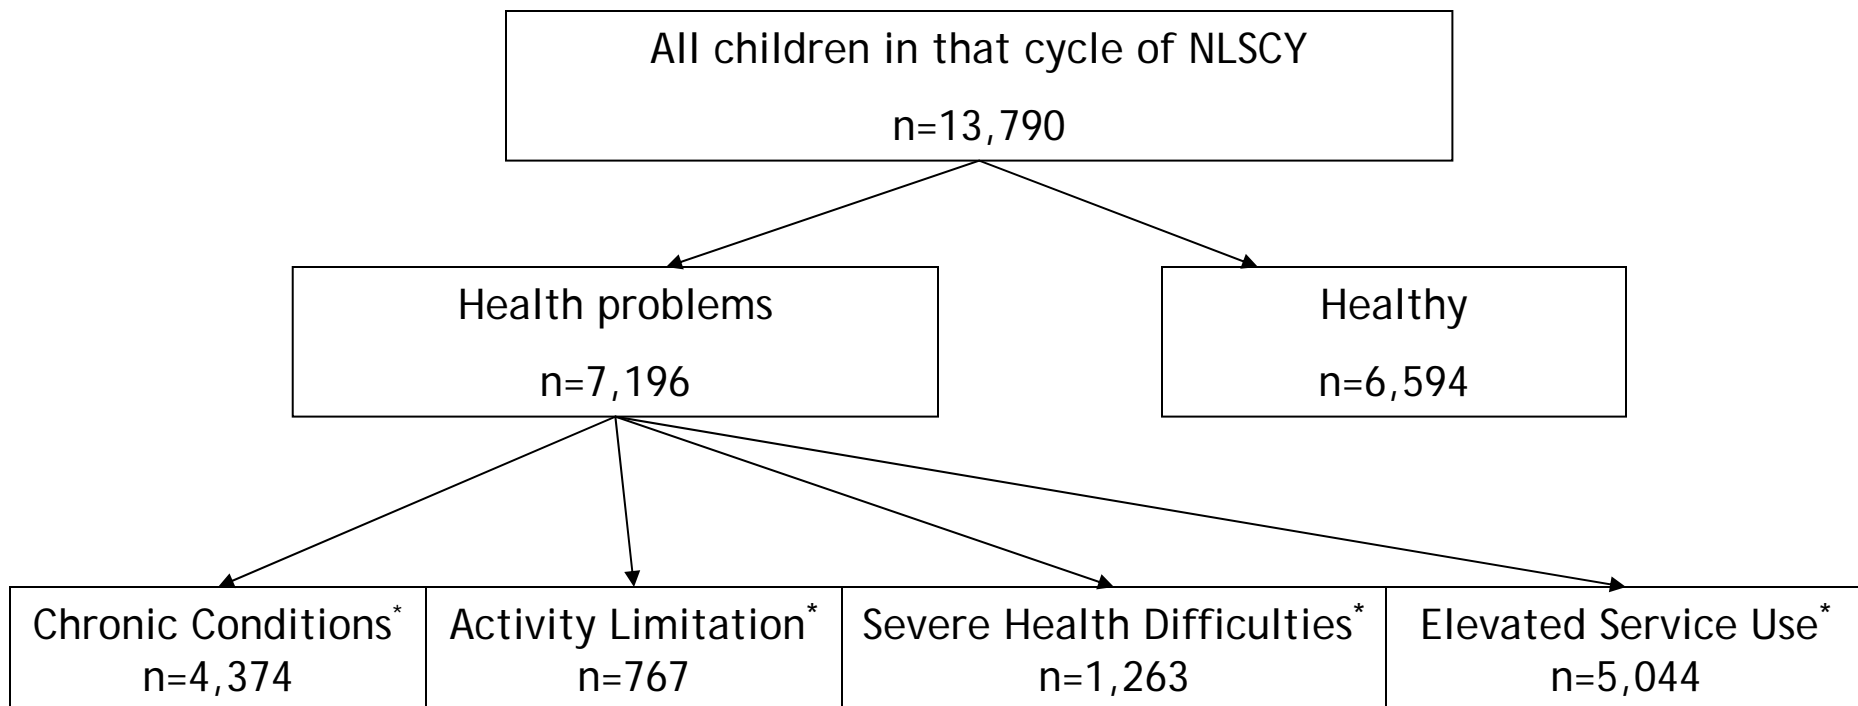 All children in that cycle of NLSCY
n=13,790
Health problems
n=7,196
Healthy
n=6,594
Chronic Conditions*
n=4,374
Activity Limitation*
n=767
Severe Health Difficulties*
n=1,263
Elevated Service Use*
n=5,044